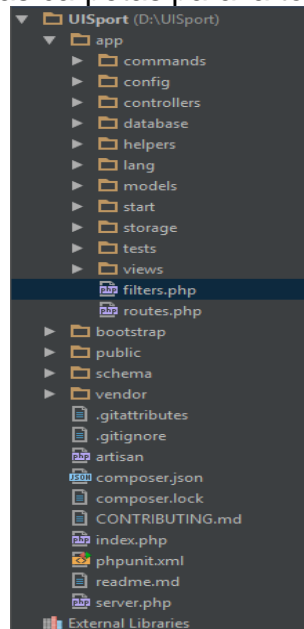 UISport (D:\UISport)
app
commands
config
controllers
database
helpers
lang
models
start
storage
tests
views
filters.php
routes.php
bootstrap
public
schema
vendor
.gitattributes
.gitignore
artisan
composer.json
composer.lock
CONTRIBUTING.md
index.php
phpunit.xml
readme.md
server.php
External Libraries